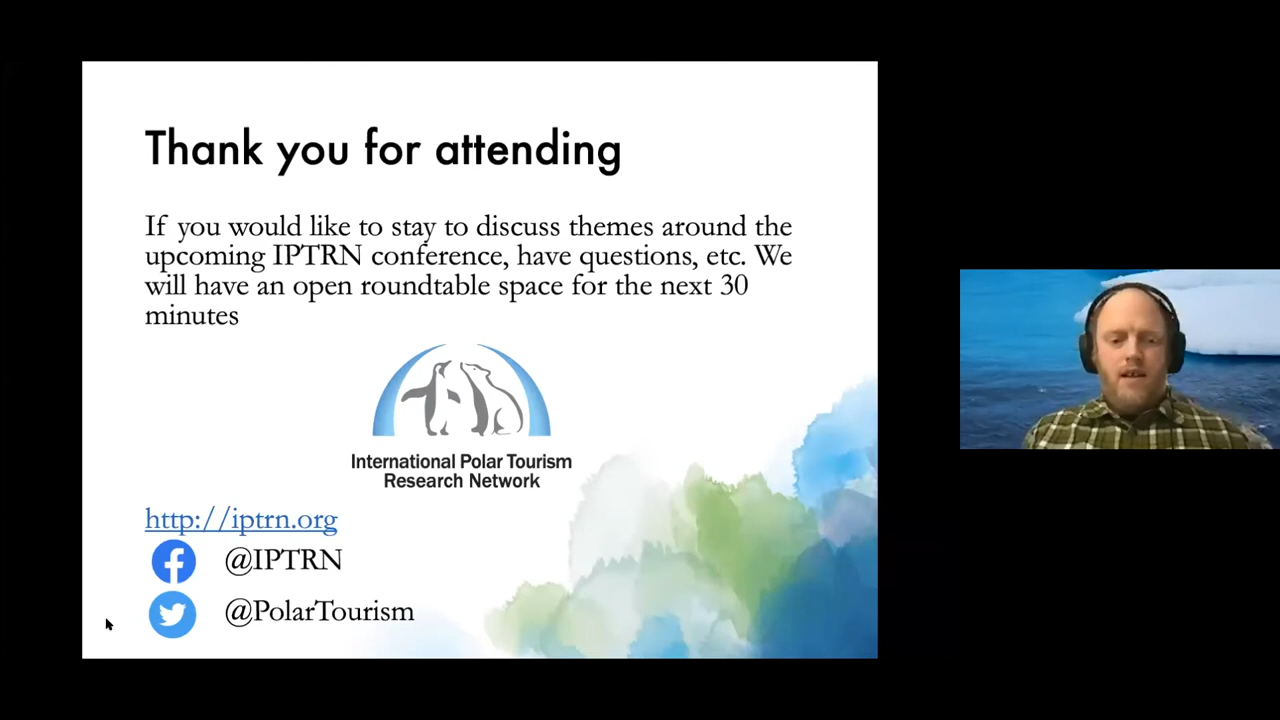 Thank you for attending
If you would like to stay to discuss themes around the
upcoming IPTRN conference, have questions, etc. We
will have an open roundtable space for the next 30
minutes
International Polar Tourism
Research Network
http://iptrn.org
@IPTRN
@PolarTourism